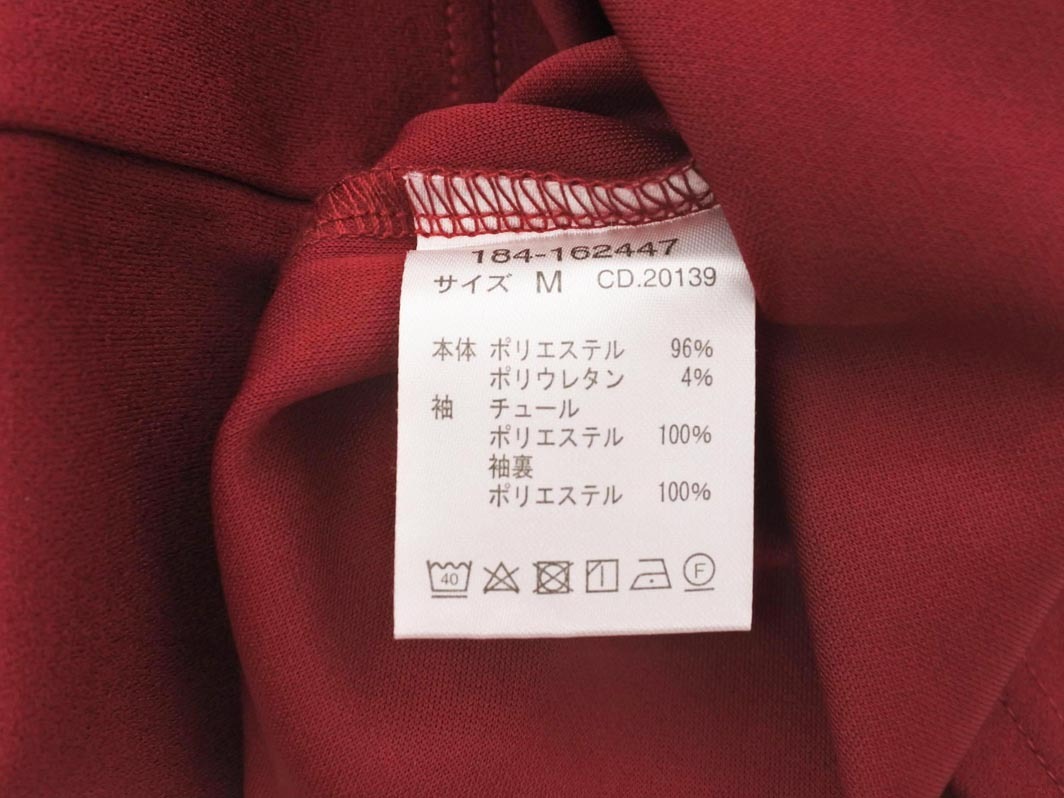 184-162447
サイズ M CD.20139
本体 ポリエステル 96%
ポリウレタン 4%
袖 チュール
ポリエステル 100%
袖裏
ポリエステル 100%
40 F